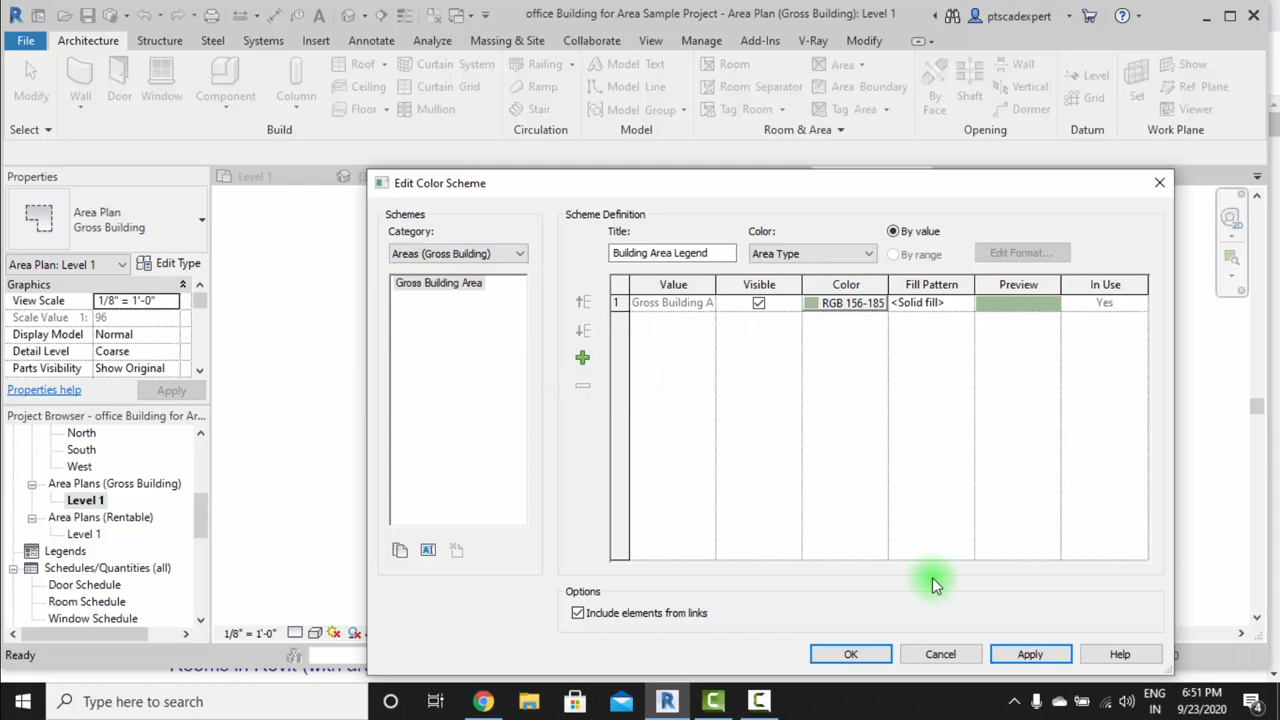 office Building for Area Sample Project - Area Plan (Gross Building): Level 1
ptscadexpert
File Architecture Structure Steel Systems Insert Annotate Analyze Massing & Site Collaborate View Manage Add-Ins V-Ray Modify
Modify
Wall
Door
Window
Component
Column
Roof
Ceiling
Floor
Curtain System
Curtain Grid
Mullion
Railing
Ramp
Stair
Model Text
Model Line
Model Group
Room
Room Separator
Tag Room
Area
Area Boundary
Tag Area
By Face
Shaft
Wall
Vertical
Dormer
Level
Grid
Set
Show
Ref Plane
Viewer
Select Build Circulation Model Room & Area Opening Datum Work Plane
Properties
Area Plan
Gross Building
Area Plan: Level 1
Edit Type
Graphics
View Scale 1/8" = 1'-0"
Scale Value 1: 96
Display Model Normal
Detail Level Coarse
Parts Visibility Show Original
Properties help
Apply
Project Browser - office Building for Ar...
North
South
West
Area Plans (Gross Building)
Level 1
Area Plans (Rentable)
Level 1
Legends
Schedules/Quantities (all)
Door Schedule
Room Schedule
Window Schedule
Level 1
Edit Color Scheme
Schemes
Category:
Areas (Gross Building)
Gross Building Area
Scheme Definition
Title:
Building Area Legend
Color:
Area Type
By value
By range
Edit Format...
Value Visible Color Fill Pattern Preview In Use
1 Gross Building A RGB 156-185 <Solid fill> Yes
Options
Include elements from links
OK Cancel Apply Help
1/8" = 1'-0"
Ready
Type here to search
ENG
IN
6:51 PM
9/23/2020
4